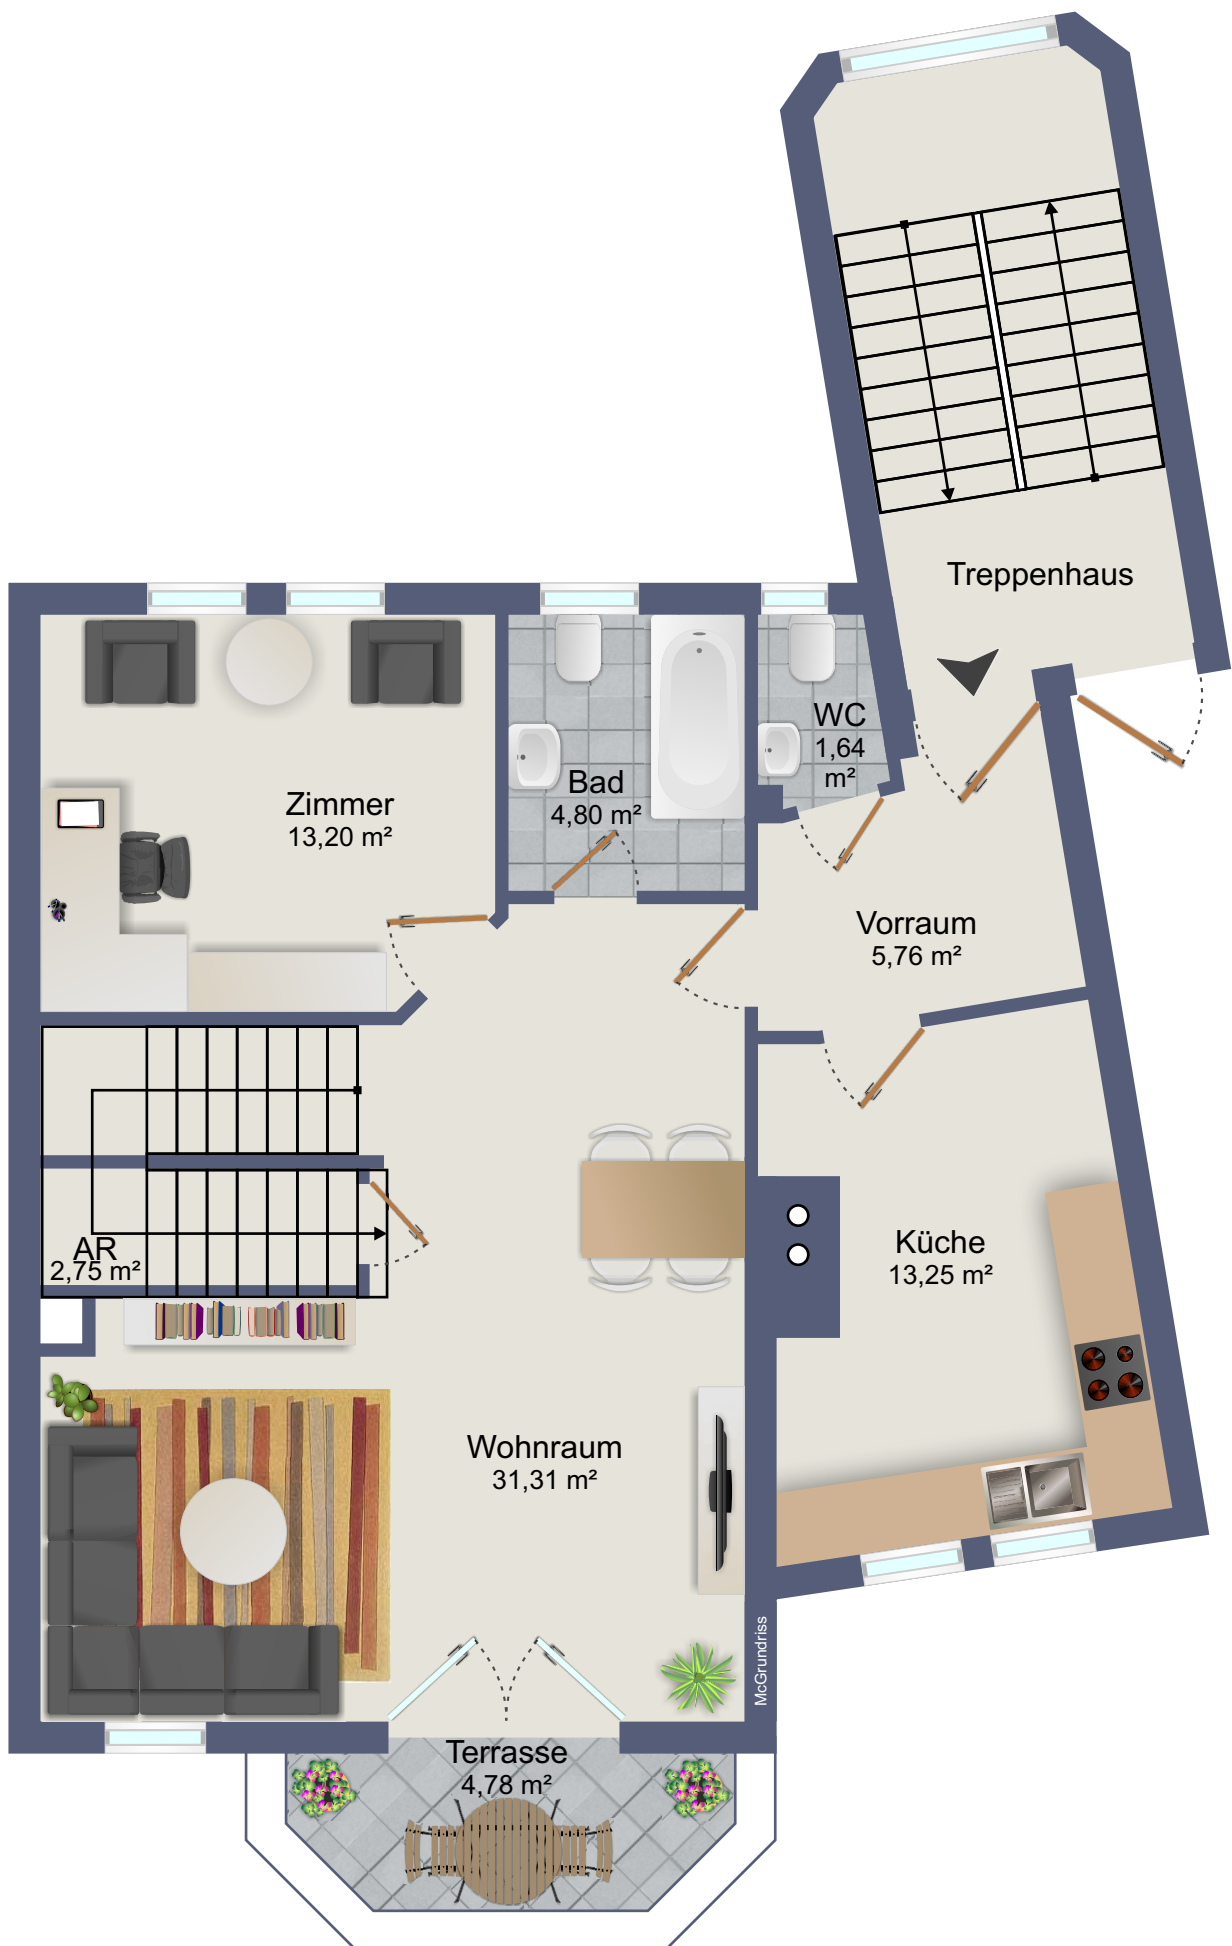 Treppenhaus
WC
1,64
m²
Zimmer
13,20 m²
Bad
4,80 m²
Vorraum
5,76 m²
AR
2,75 m²
Küche
13,25 m²
Wohnraum
31,31 m²
McGrundriss
Terrasse
4,78 m²